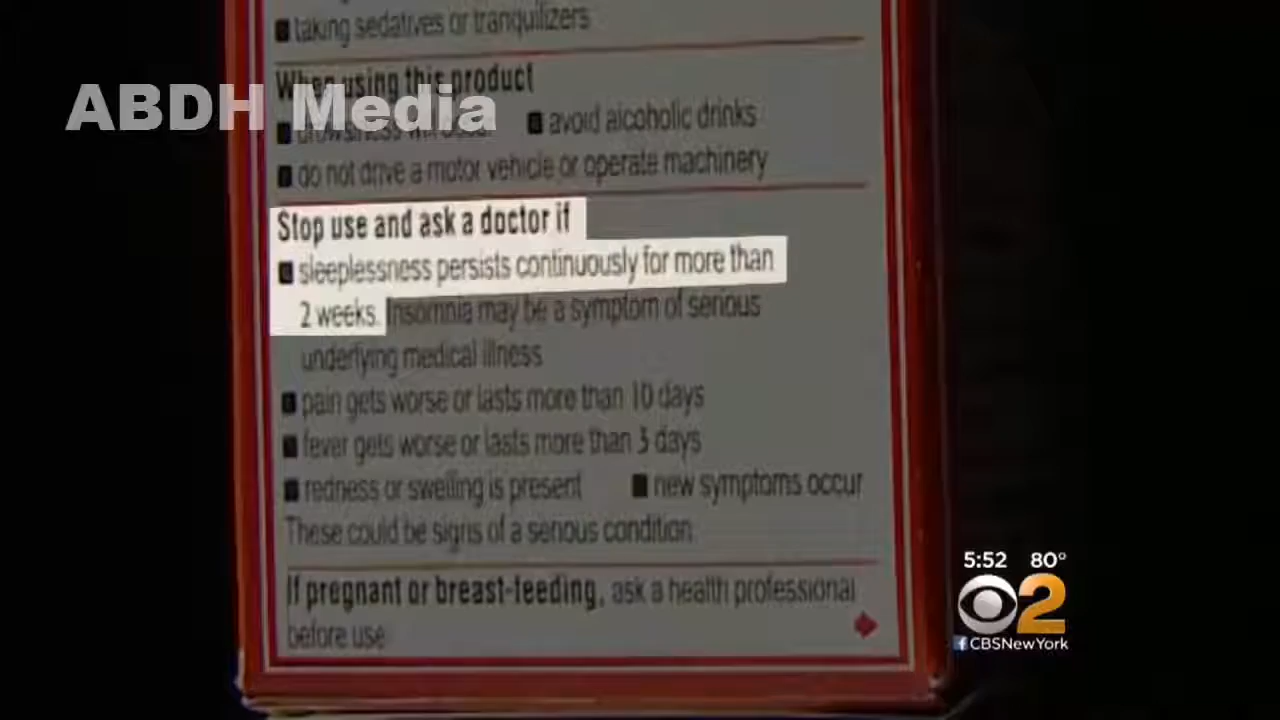 taking sedatives or tranquilizers
When using this product
ABDH Media
drowsiness will occur ■ avoid alcoholic drinks
■ do not drive a motor vehicle or operate machinery
Stop use and ask a doctor if
■ sleeplessness persists continuously for more than
2 weeks. Insomnia may be a symptom of serious
underlying medical illness
■ pain gets worse or lasts more than 10 days
■ fever gets worse or lasts more than 3 days
■ redness or swelling is present ■ new symptoms occur
These could be signs of a serious condition.
If pregnant or breast-feeding, ask a health professional
before use.
5:52 80°
2
CBSNewYork